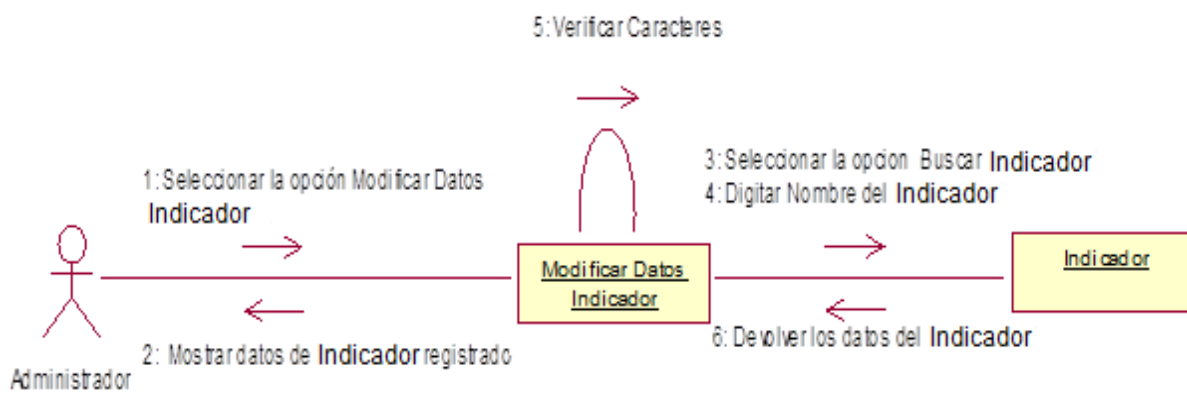 5: Verificar Caracteres
1: Seleccionar la opción Modificar Datos
Indicador
3: Seleccionar la opcion Buscar Indicador
4: Digitar Nombre del Indicador
Modificar Datos
Indicador
Indicador
2: Mostrar datos de Indicador registrado
6: Devolver los datos del Indicador
Administrador